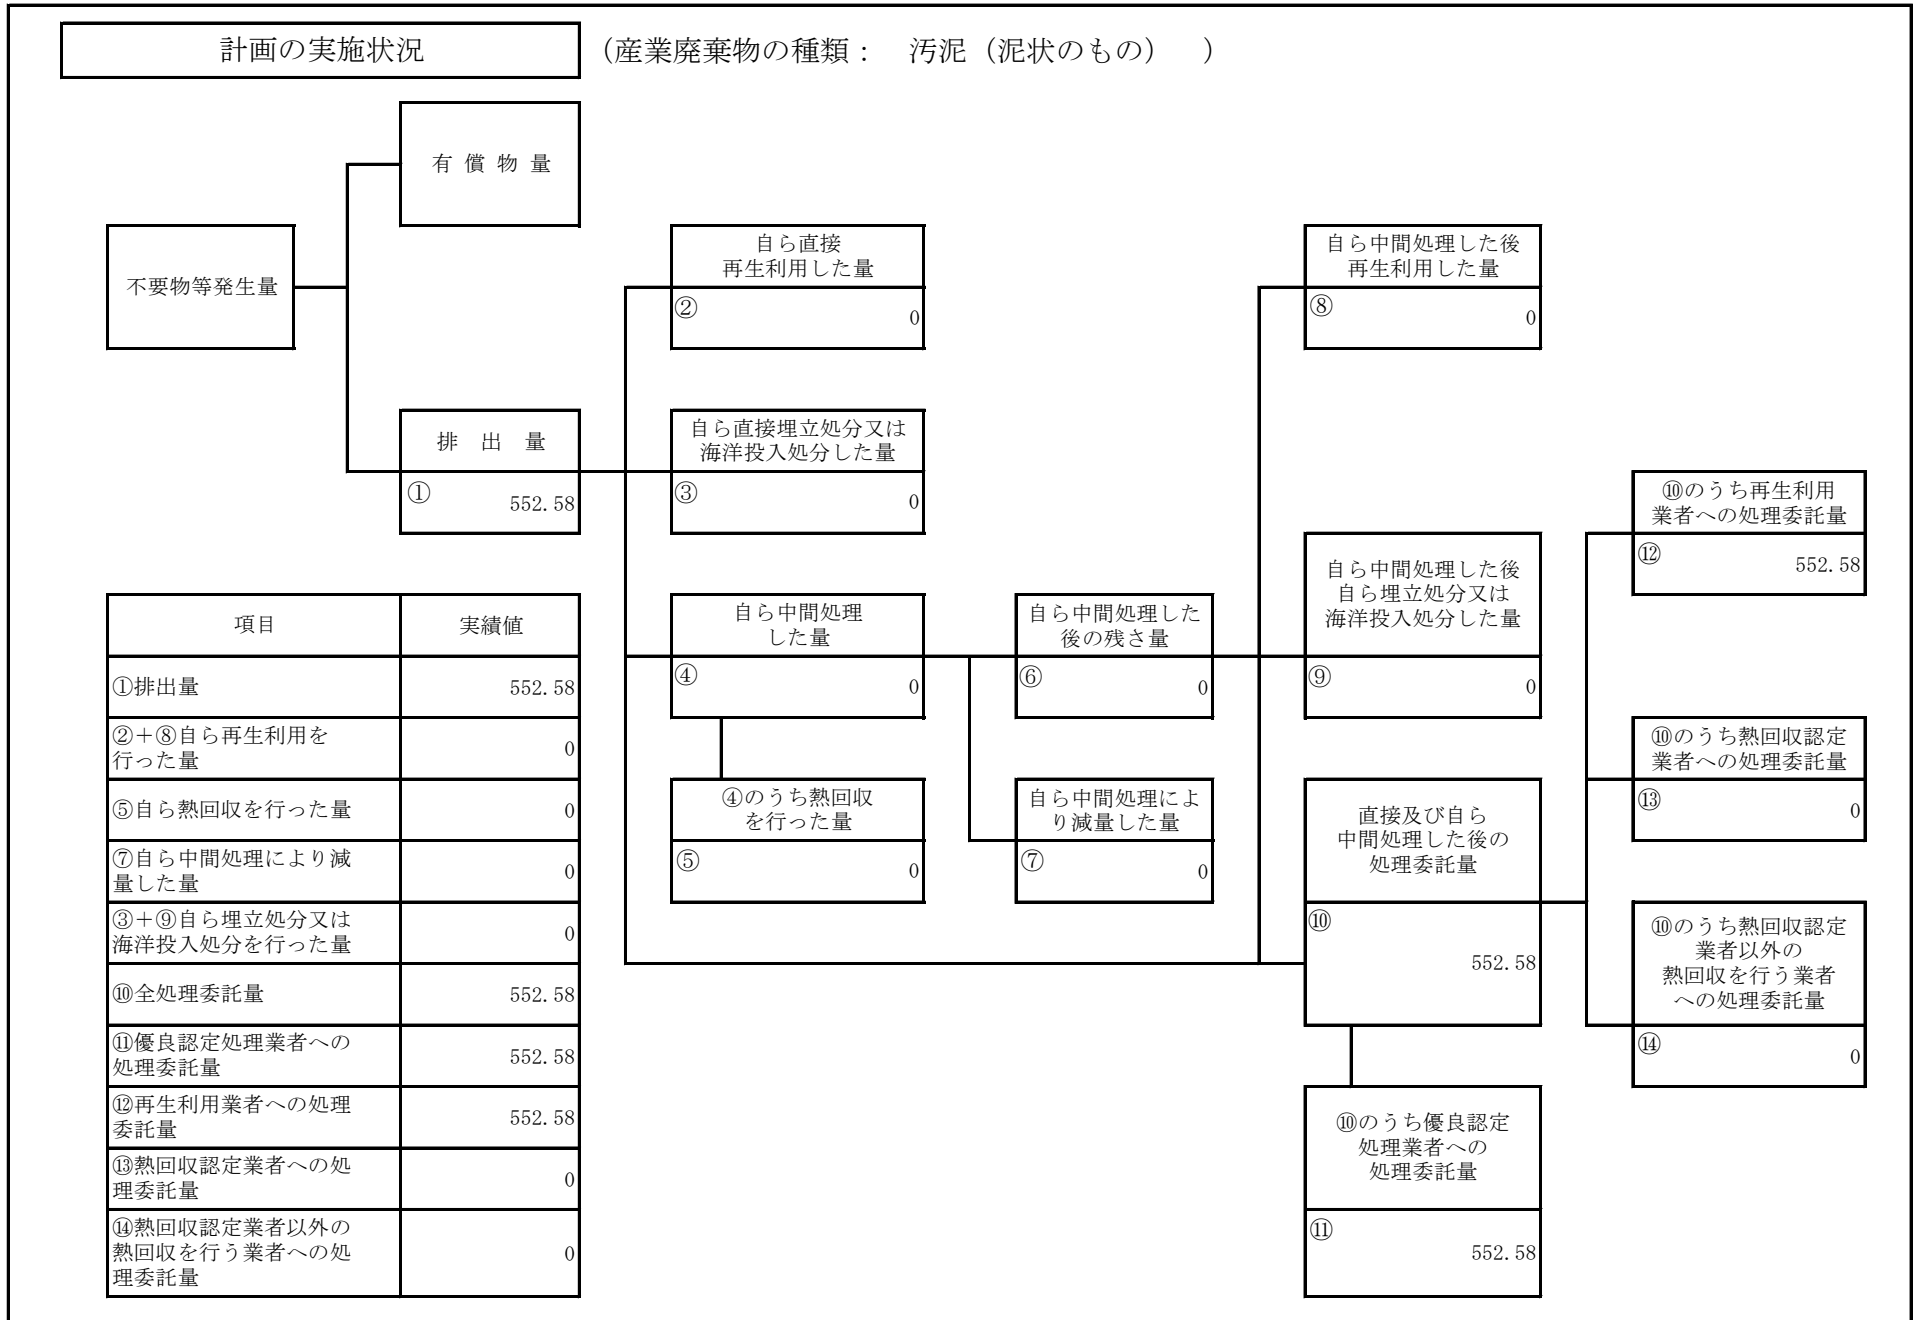 計画の実施状況
(産業廃棄物の種類： 汚泥（泥状のもの） )
有 償 物 量
不要物等発生量
排 出 量
① 552.58
自ら直接
再生利用した量
② 0
自ら直接埋立処分又は
海洋投入処分した量
③ 0
自ら中間処理
した量
④ 0
④のうち熱回収
を行った量
⑤ 0
自ら中間処理した
後の残さ量
⑥ 0
自ら中間処理によ
り減量した量
⑦ 0
自ら中間処理した後
再生利用した量
⑧ 0
自ら中間処理した後
自ら埋立処分又は
海洋投入処分した量
⑨ 0
直接及び自ら
中間処理した後の
処理委託量
⑩
552.58
⑩のうち優良認定
処理業者への
処理委託量
⑪
552.58
⑩のうち再生利用
業者への処理委託量
⑫ 552.58
⑩のうち熱回収認定
業者への処理委託量
⑬ 0
⑩のうち熱回収認定
業者以外の
熱回収を行う業者
への処理委託量
⑭ 0
項目 実績値
①排出量 552.58
②＋⑧自ら再生利用を
行った量 0
⑤自ら熱回収を行った量 0
⑦自ら中間処理により減
量した量 0
③＋⑨自ら埋立処分又は
海洋投入処分を行った量 0
⑩全処理委託量 552.58
⑪優良認定処理業者への
処理委託量 552.58
⑫再生利用業者への処理
委託量 552.58
⑬熱回収認定業者への処
理委託量 0
⑭熱回収認定業者以外の
熱回収を行う業者への処
理委託量 0